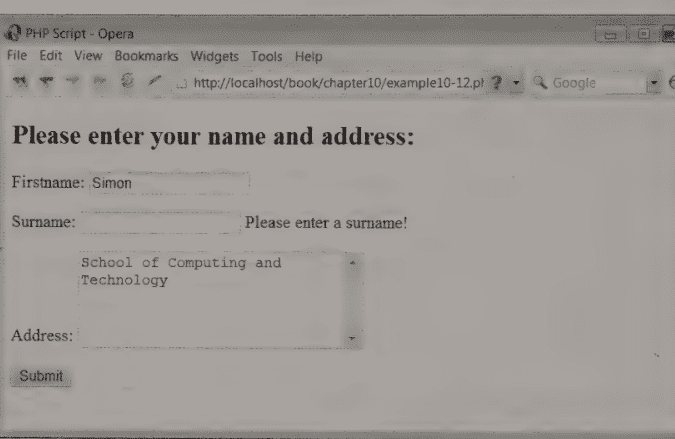 PHP Script - Opera
File Edit View Bookmarks Widgets Tools Help
http://localhost/book/chapter10/example10-12.ph ? Google
Please enter your name and address:
Firstname: Simon
Surname: Please enter a surname!
School of Computing and
Technology
Address:
Submit